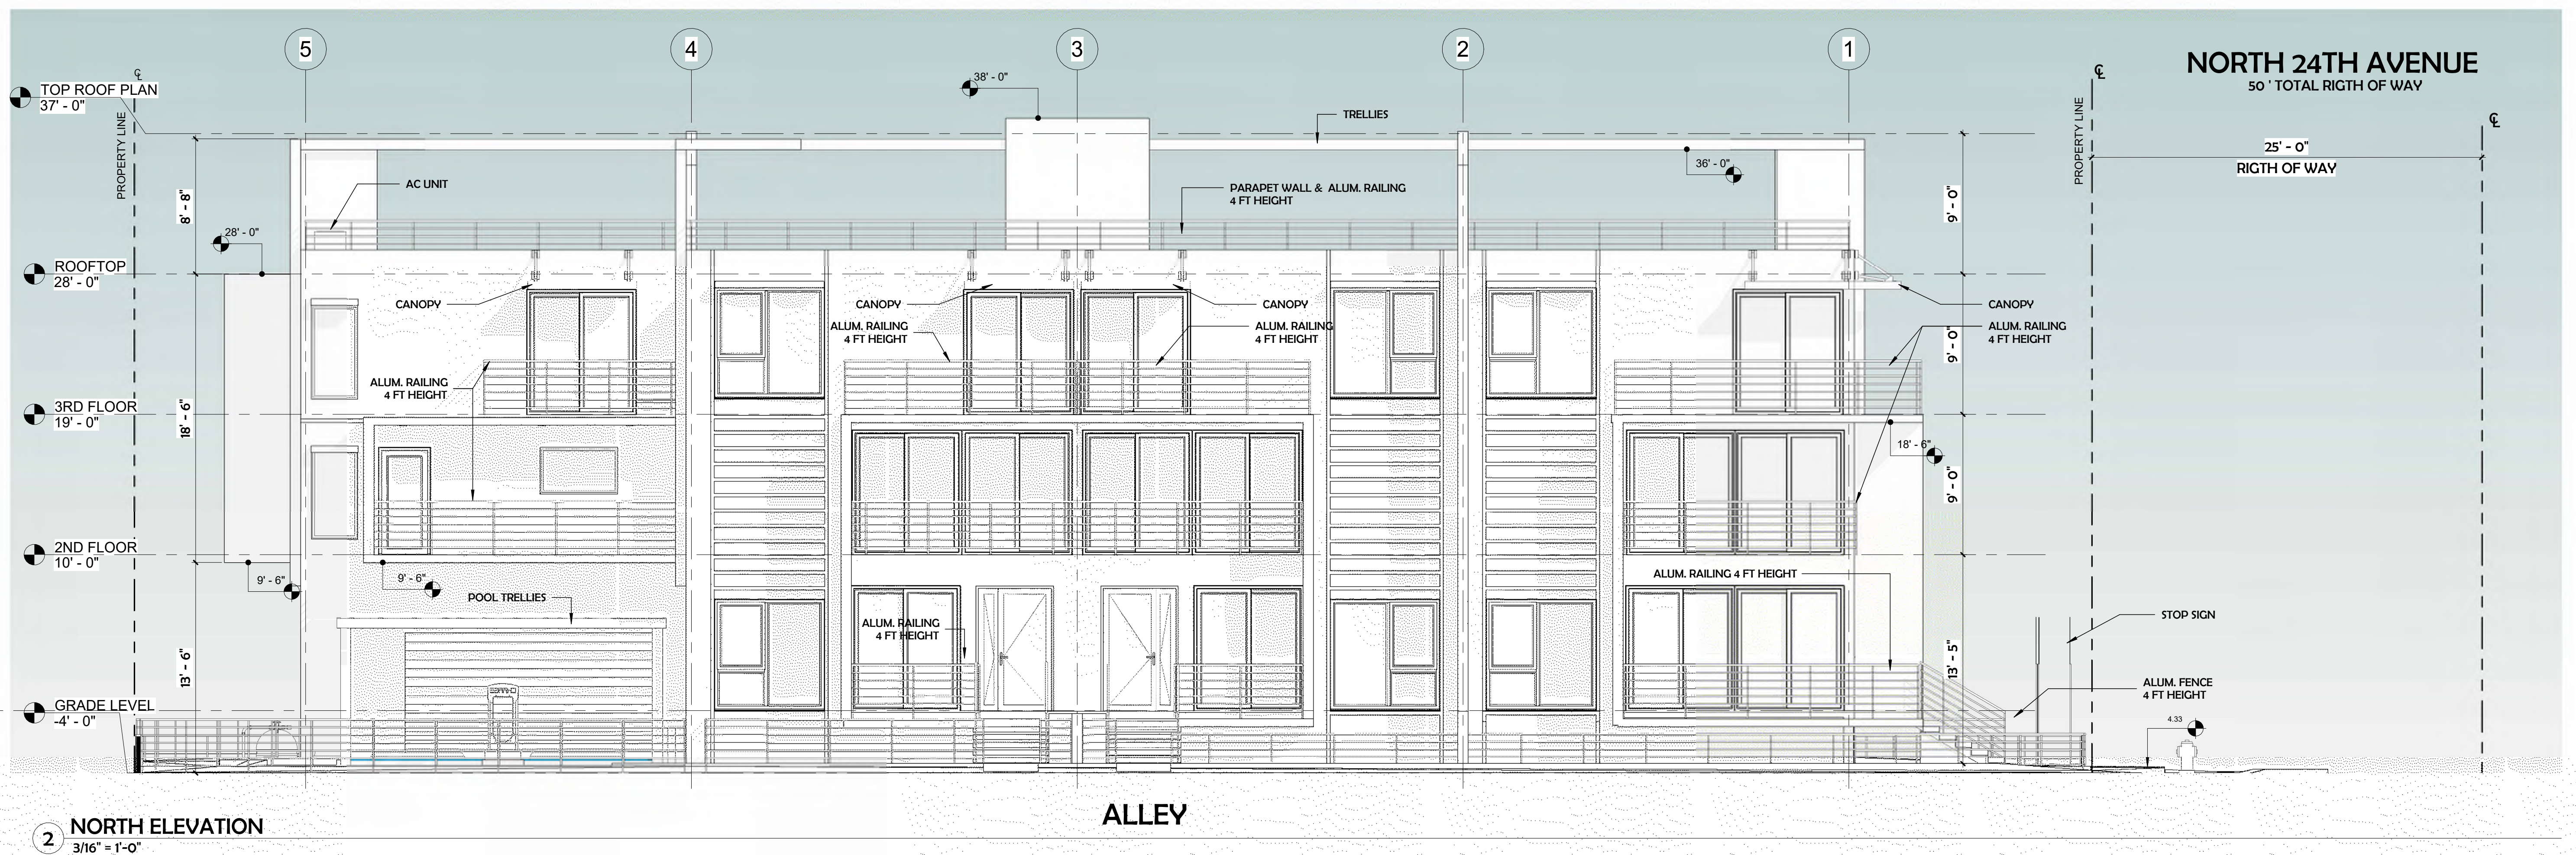 5
4
3
2
1
NORTH 24TH AVENUE
50 ' TOTAL RIGTH OF WAY
TOP ROOF PLAN
37' - 0"
PROPERTY LINE
38' - 0"
TRELLIES
PROPERTY LINE
25' - 0"
RIGTH OF WAY
36' - 0"
AC UNIT
PARAPET WALL & ALUM. RAILING
4 FT HEIGHT
8' - 8"
9' - 0"
28' - 0"
ROOFTOP
28' - 0"
CANOPY
CANOPY
CANOPY
CANOPY
ALUM. RAILING
4 FT HEIGHT
ALUM. RAILING
4 FT HEIGHT
ALUM. RAILING
4 FT HEIGHT
9' - 0"
ALUM. RAILING
4 FT HEIGHT
3RD FLOOR
19' - 0"
18' - 6"
18' - 6"
9' - 0"
2ND FLOOR
10' - 0"
9' - 6"
9' - 6"
ALUM. RAILING 4 FT HEIGHT
POOL TRELLIES
STOP SIGN
ALUM. RAILING
4 FT HEIGHT
13' - 6"
13' - 5"
ALUM. FENCE
4 FT HEIGHT
GRADE LEVEL
-4' - 0"
4.33
ALLEY
2
NORTH ELEVATION
3/16" = 1'-0"